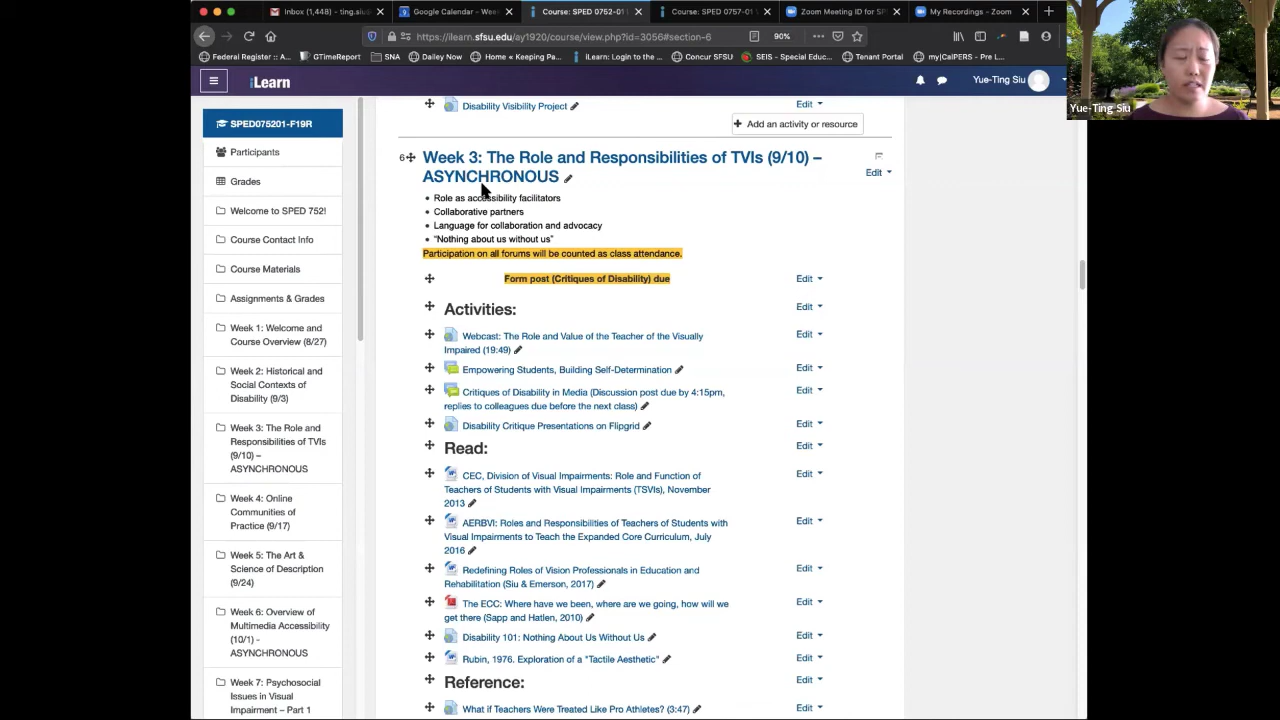 Inbox (1,448) – ting.siu@
Google Calendar – Wee
Course: SPED 0752-01
Course: SPED 0757-01
Zoom Meeting ID for SP
My Recordings – Zoom
https://ilearn.sfsu.edu/ay1920/course/view.php?id=3056#section-6
90%
Federal Register :: A...
GTimeReport
SNA
Dailey Now
Home « Keeping Pa...
iLearn: Login to the ...
Concur SFSU
SEIS - Special Educ...
Tenant Portal
my|CalPERS - Pre L...
iLearn
Yue-Ting Siu
Yue-Ting Siu
SPED075201-F19R
Participants
Grades
Welcome to SPED 752!
Course Contact Info
Course Materials
Assignments & Grades
Week 1: Welcome and
Course Overview (8/27)
Week 2: Historical and
Social Contexts of
Disability (9/3)
Week 3: The Role and
Responsibilities of TVIs
(9/10) –
ASYNCHRONOUS
Week 4: Online
Communities of
Practice (9/17)
Week 5: The Art &
Science of Description
(9/24)
Week 6: Overview of
Multimedia Accessibility
(10/1) -
ASYNCHRONOUS
Week 7: Psychosocial
Issues in Visual
Impairment – Part 1
Disability Visibility Project
Edit
Add an activity or resource
6
Week 3: The Role and Responsibilities of TVIs (9/10) –
ASYNCHRONOUS
Edit
Role as accessibility facilitators
Collaborative partners
Language for collaboration and advocacy
"Nothing about us without us"
Participation on all forums will be counted as class attendance.
Form post (Critiques of Disability) due
Edit
Activities:
Edit
Webcast: The Role and Value of the Teacher of the Visually
Impaired (19:49)
Edit
Empowering Students, Building Self-Determination
Edit
Critiques of Disability in Media (Discussion post due by 4:15pm,
replies to colleagues due before the next class)
Edit
Disability Critique Presentations on Flipgrid
Edit
Read:
Edit
CEC, Division of Visual Impairments: Role and Function of
Teachers of Students with Visual Impairments (TSVIs), November
2013
Edit
AERBVI: Roles and Responsibilities of Teachers of Students with
Visual Impairments to Teach the Expanded Core Curriculum, July
2016
Edit
Redefining Roles of Vision Professionals in Education and
Rehabilitation (Siu & Emerson, 2017)
Edit
The ECC: Where have we been, where are we going, how will we
get there (Sapp and Hatlen, 2010)
Edit
Disability 101: Nothing About Us Without Us
Edit
Rubin, 1976. Exploration of a "Tactile Aesthetic"
Edit
Reference:
Edit
What if Teachers Were Treated Like Pro Athletes? (3:47)
Edit